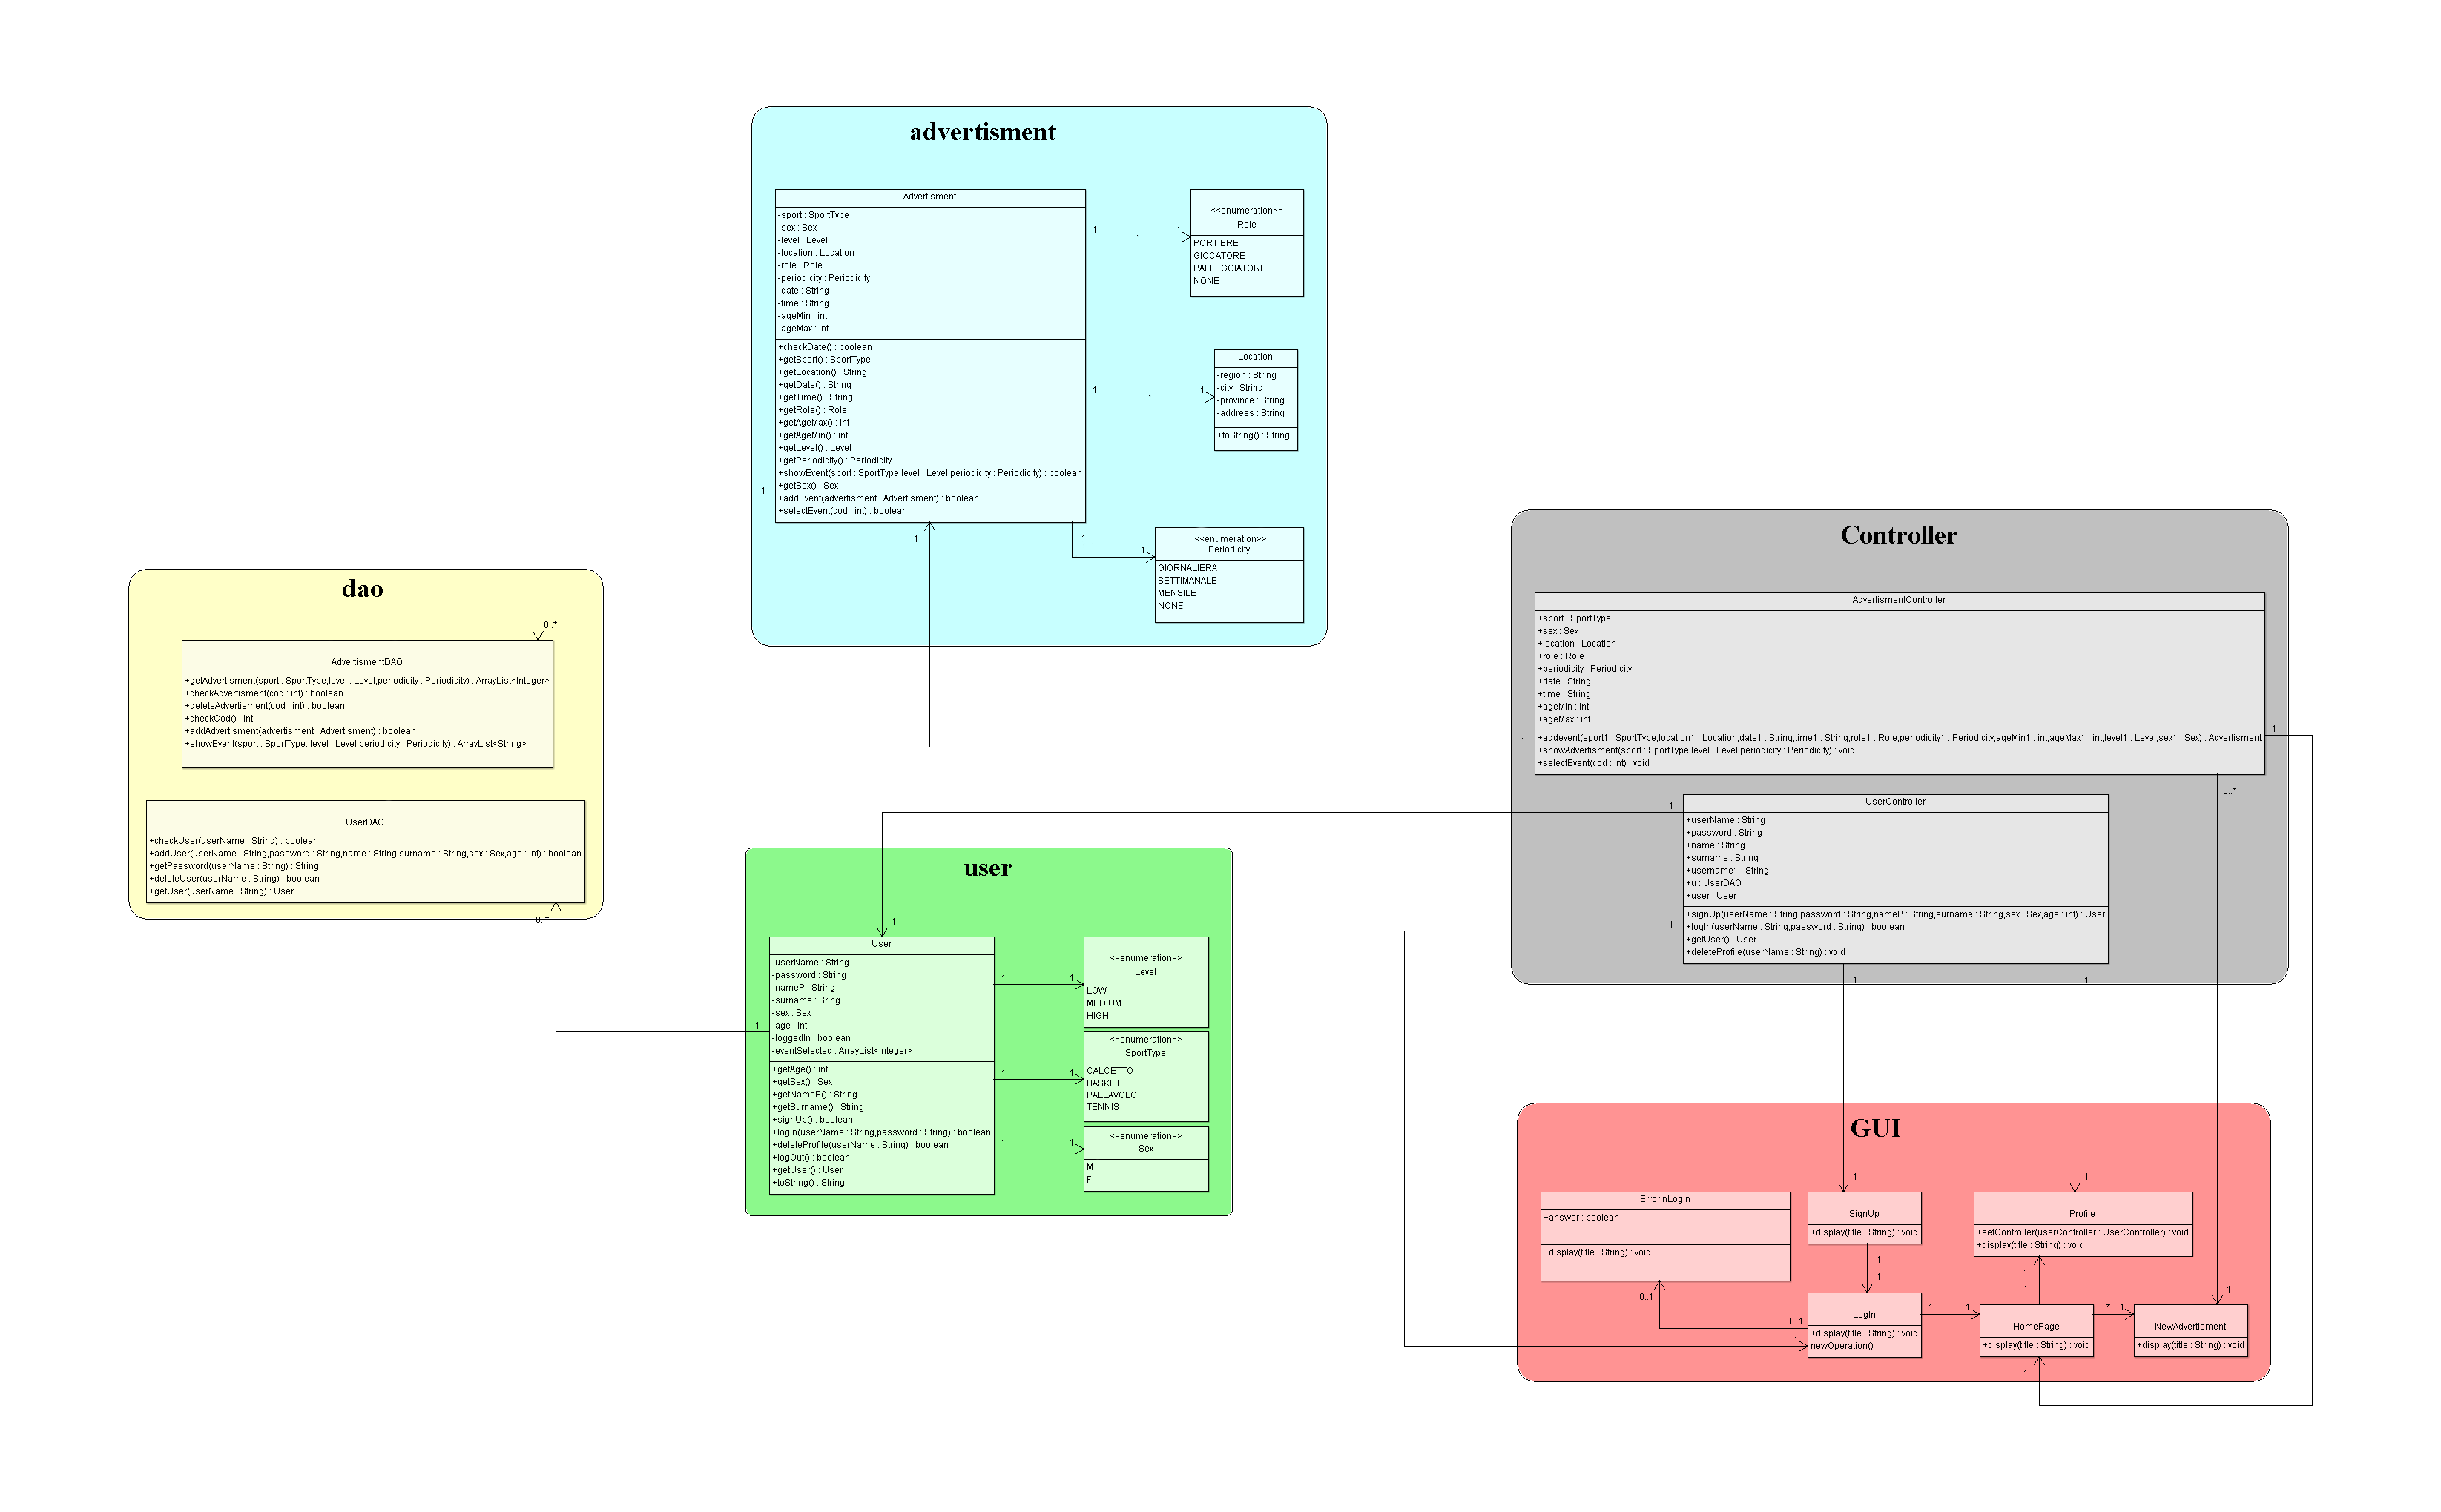 advertisment
Advertisment
-sport : SportType
-sex : Sex
-level : Level
-location : Location
-role : Role
-periodicity : Periodicity
-date : String
-time : String
-ageMin : int
-ageMax : int
+checkDate() : boolean
+getSport() : SportType
+getLocation() : String
+getDate() : String
+getTime() : String
+getRole() : Role
+getAgeMax() : int
+getAgeMin() : int
+getLevel() : Level
+getPeriodicity() : Periodicity
+showEvent(sport : SportType,level : Level,periodicity : Periodicity) : boolean
+getSex() : Sex
+addEvent(advertisment : Advertisment) : boolean
+selectEvent(cod : int) : boolean
1
1
<<enumeration>>
Role
PORTIERE
GIOCATORE
PALLEGGIATORE
NONE
1
1
Location
-region : String
-city : String
-province : String
-address : String
+toString() : String
1
1
<<enumeration>>
Periodicity
GIORNALIERA
SETTIMANALE
MENSILE
NONE
1
0..*
1
1
dao
AdvertismentDAO
+getAdvertisment(sport : SportType,level : Level,periodicity : Periodicity) : ArrayList<Integer>
+checkAdvertisment(cod : int) : boolean
+deleteAdvertisment(cod : int) : boolean
+checkCod() : int
+addAdvertisment(advertisment : Advertisment) : boolean
+showEvent(sport : SportType.,level : Level,periodicity : Periodicity) : ArrayList<String>
UserDAO
+checkUser(userName : String) : boolean
+addUser(userName : String,password : String,name : String,surname : String,sex : Sex,age : int) : boolean
+getPassword(userName : String) : String
+deleteUser(userName : String) : boolean
+getUser(userName : String) : User
0..*
1
Controller
AdvertismentController
+sport : SportType
+sex : Sex
+location : Location
+role : Role
+periodicity : Periodicity
+date : String
+time : String
+ageMin : int
+ageMax : int
+addevent(sport1 : SportType,location1 : Location,date1 : String,time1 : String,role1 : Role,periodicity1 : Periodicity,ageMin1 : int,ageMax1 : int,level1 : Level,sex1 : Sex) : Advertisment
+showAdvertisment(sport : SportType,level : Level,periodicity : Periodicity) : void
+selectEvent(cod : int) : void
1
0..*
UserController
+userName : String
+password : String
+name : String
+surname : String
+username1 : String
+u : UserDAO
+user : User
+signUp(userName : String,password : String,nameP : String,surname : String,sex : Sex,age : int) : User
+logIn(userName : String,password : String) : boolean
+getUser() : User
+deleteProfile(userName : String) : void
1
1
1
1
user
1
User
-userName : String
-password : String
-nameP : String
-surname : Sring
-sex : Sex
-age : int
-loggedIn : boolean
-eventSelected : ArrayList<Integer>
+getAge() : int
+getSex() : Sex
+getNameP() : String
+getSurname() : String
+signUp() : boolean
+logIn(userName : String,password : String) : boolean
+deleteProfile(userName : String) : boolean
+logOut() : boolean
+getUser() : User
+toString() : String
1
1
<<enumeration>>
Level
LOW
MEDIUM
HIGH
1
1
<<enumeration>>
SportType
CALCETTO
BASKET
PALLAVOLO
TENNIS
1
1
<<enumeration>>
Sex
M
F
GUI
1
1
ErrorInLogIn
+answer : boolean
+display(title : String) : void
SignUp
+display(title : String) : void
Profile
+setController(userController : UserController) : void
+display(title : String) : void
1
1
1
1
0..1
0..1
1
1
LogIn
+display(title : String) : void
newOperation()
1
1
HomePage
+display(title : String) : void
0..*
1
NewAdvertisment
+display(title : String) : void
1